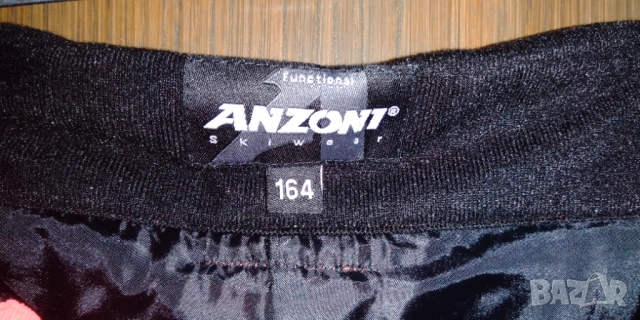 Functional
ANZONI®
Skiwear
164
BAZAR